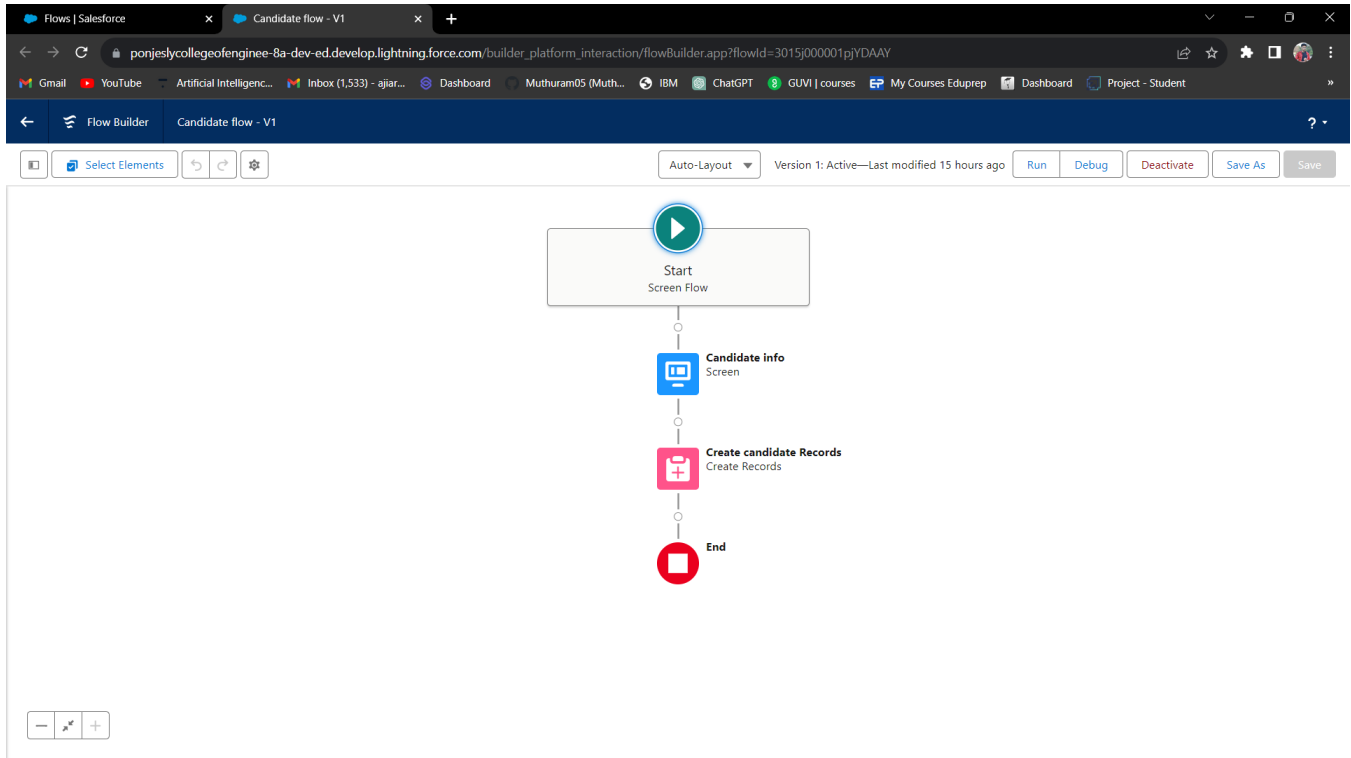 Flows | Salesforce
Candidate flow - V1
ponjeslycollegeofenginee-8a-dev-ed.develop.lightning.force.com/builder_platform_interaction/flowBuilder.app?flowId=3015j000001pjYDAAY
Gmail YouTube Artificial Intelligenc... Inbox (1,533) - ajiar... Dashboard Muthuram05 (Muth... IBM ChatGPT GUVI | courses My Courses Eduprep Dashboard Project - Student »
Flow Builder Candidate flow - V1 ?
Select Elements Auto-Layout Version 1: Active—Last modified 15 hours ago Run Debug Deactivate Save As Save
Start
Screen Flow
Candidate info
Screen
Create candidate Records
Create Records
End